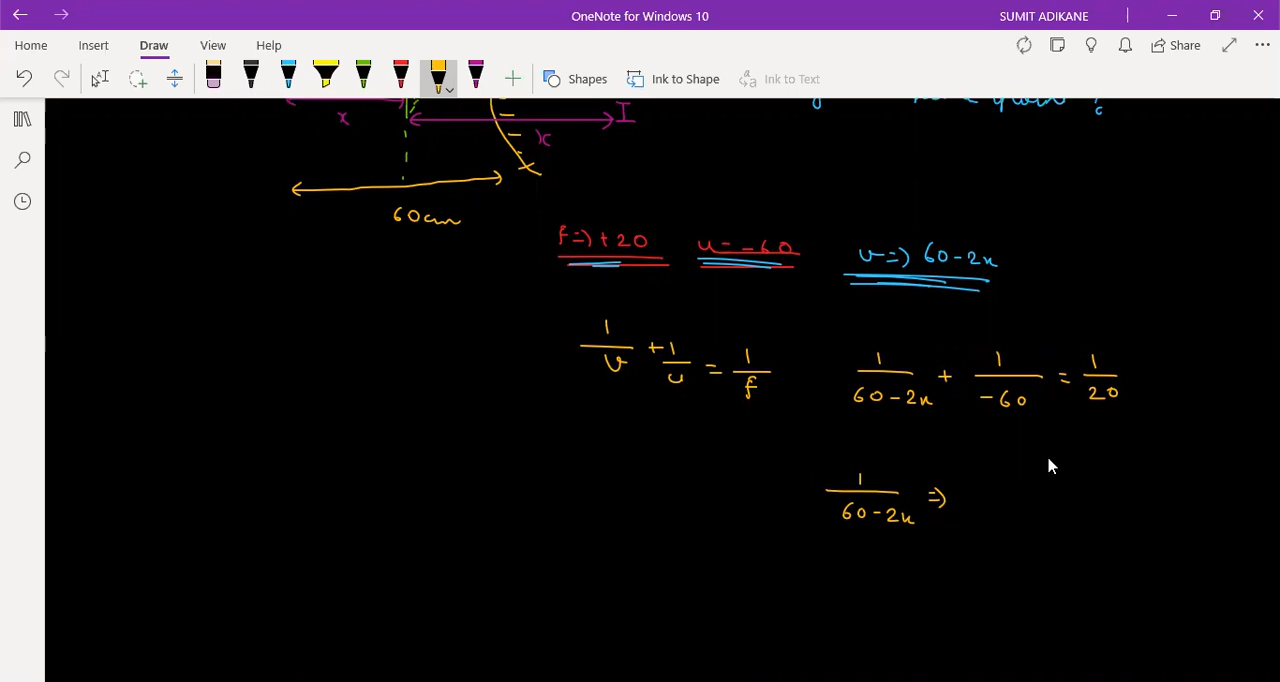 OneNote for Windows 10
SUMIT ADIKANE
Home Insert Draw View Help
Share
Shapes Ink to Shape Ink to Text
x
I
x
60cm
f=) +20 u= -60 v=) 60-2x
1/v + 1/u = 1/f
1/60-2x + 1/-60 = 1/20
1/60-2x =)